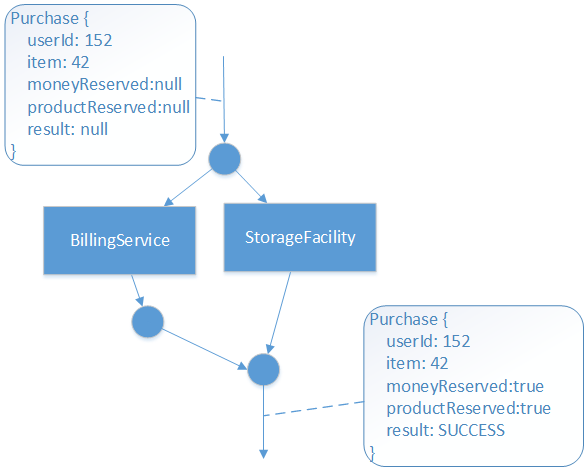 Purchase {
userId: 152
item: 42
moneyReserved:null
productReserved:null
result: null
}
BillingService
StorageFacility
Purchase {
userId: 152
item: 42
moneyReserved:true
productReserved:true
result: SUCCESS
}